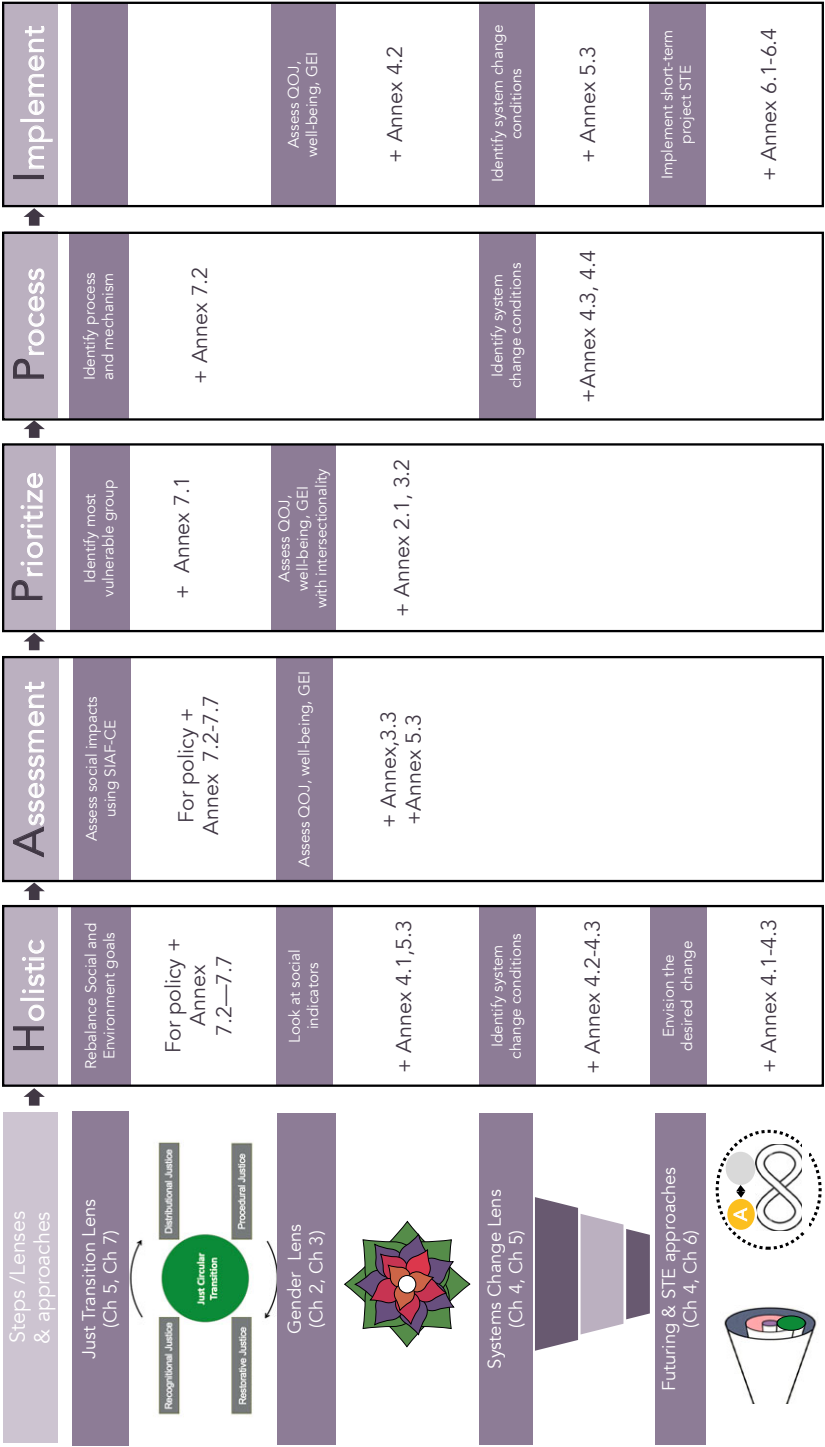 Steps /Lenses
& approaches
Holistic
Assessment
Prioritize
Process
Implement
Just Transition Lens
(Ch 5, Ch 7)
Rebalance Social and
Environment goals
Assess social impacts
using SIAF-CE
Identify most
vulnerable group
Identify process
and mechanism
Recognitional Justice
Distributional Justice
Just Circular
Transition
Restorative Justice
Procedural Justice
For policy +
Annex
7.2—7.7
For policy +
Annex 7.2-7.7
+ Annex 7.1
+ Annex 7.2
Gender Lens
(Ch 2, Ch 3)
Look at social
indicators
Assess QOJ, well-being, GEI
Assess QOJ,
well-being, GEI
with intersectionality
Assess QOJ,
well-being, GEI
+ Annex 4.1,5.3
+ Annex,3.3
+Annex 5.3
+ Annex 2.1, 3.2
+ Annex 4.2
Systems Change Lens
(Ch 4, Ch 5)
Identify system
change conditions
Identify system
change conditions
Identify system change
conditions
+ Annex 4.2-4.3
+Annex 4.3, 4.4
+ Annex 5.3
Futuring & STE approaches
(Ch 4, Ch 6)
Envision the
desired change
Implement short-term
project STE
A
+ Annex 4.1-4.3
+ Annex 6.1-6.4